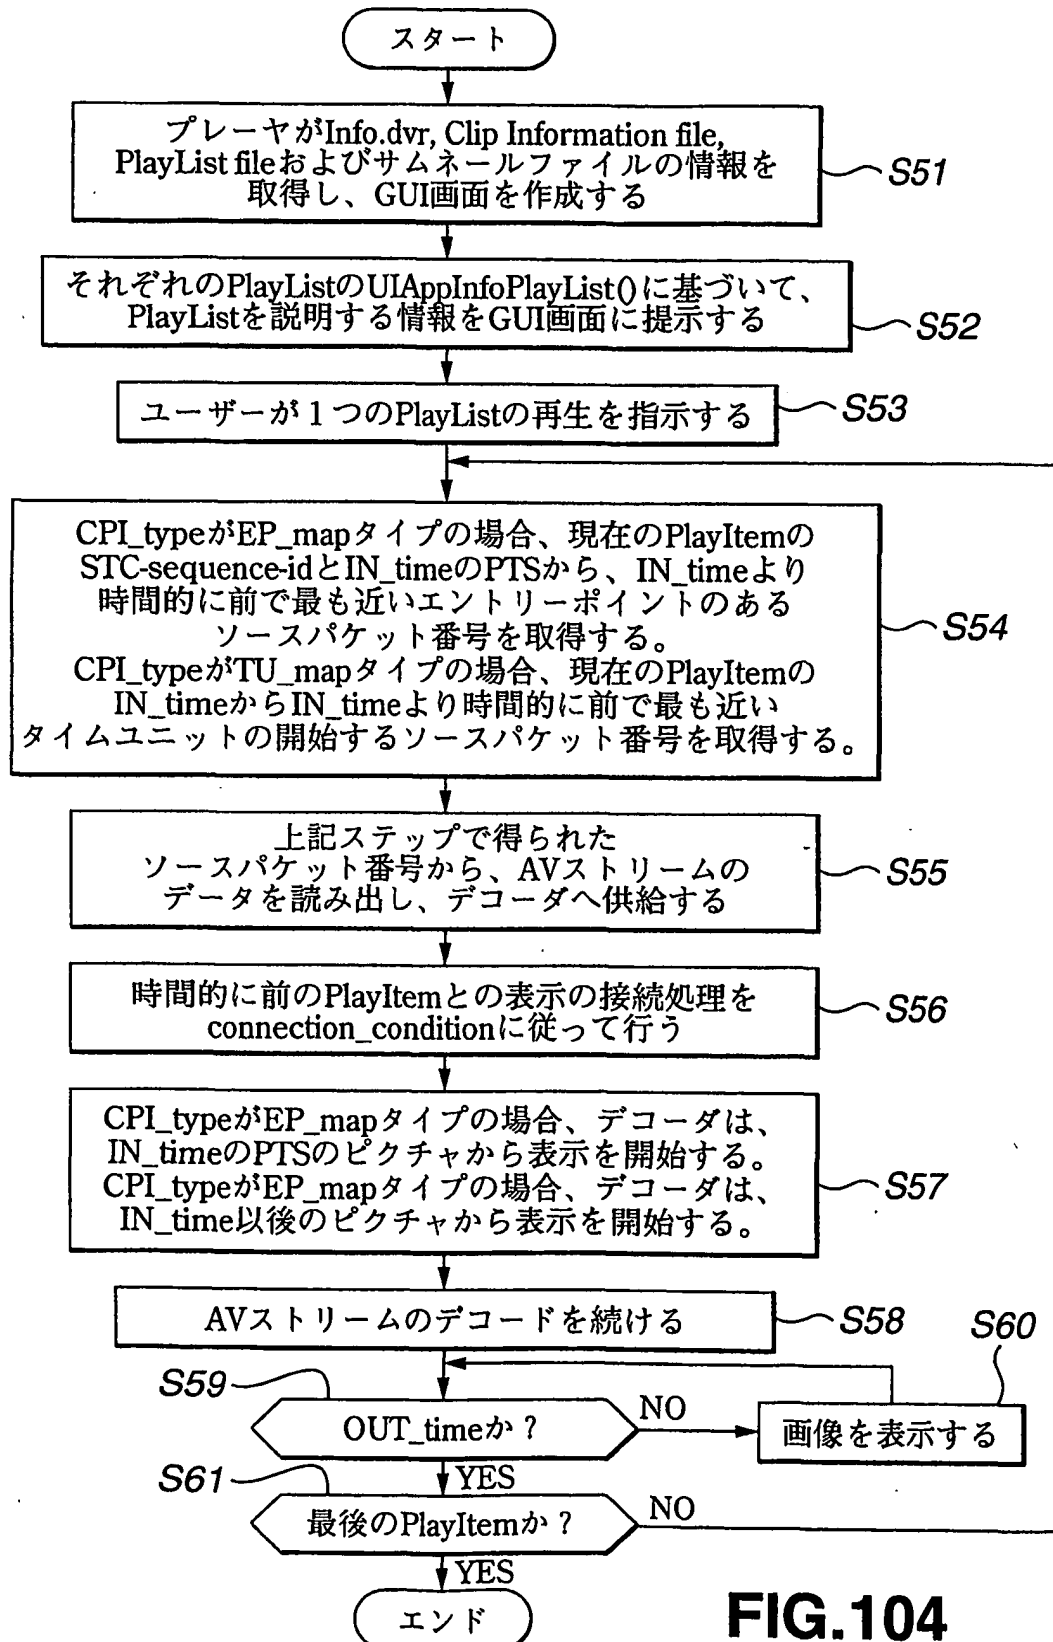 スタート
プレーヤがInfo.dvr, Clip Information file,
PlayList fileおよびサムネールファイルの情報を
取得し、GUI画面を作成する
S51
それぞれのPlayListのUIAppInfoPlayList()に基づいて、
PlayListを説明する情報をGUI画面に提示する
S52
ユーザーが1つのPlayListの再生を指示する
S53
CPI_typeがEP_mapタイプの場合、現在のPlayItemの
STC-sequence-idとIN_timeのPTSから、IN_timeより
時間的に前で最も近いエントリーポイントのある
ソースパケット番号を取得する。
CPI_typeがTU_mapタイプの場合、現在のPlayItemの
IN_timeからIN_timeより時間的に前で最も近い
タイムユニットの開始するソースパケット番号を取得する。
S54
上記ステップで得られた
ソースパケット番号から、AVストリームの
データを読み出し、デコーダへ供給する
S55
時間的に前のPlayItemとの表示の接続処理を
connection_conditionに従って行う
S56
CPI_typeがEP_mapタイプの場合、デコーダは、
IN_timeのPTSのピクチャから表示を開始する。
CPI_typeがEP_mapタイプの場合、デコーダは、
IN_time以後のピクチャから表示を開始する。
S57
AVストリームのデコードを続ける
S58
S60
S59
OUT_timeか?
NO
画像を表示する
YES
S61
最後のPlayItemか?
NO
YES
エンド
FIG.104